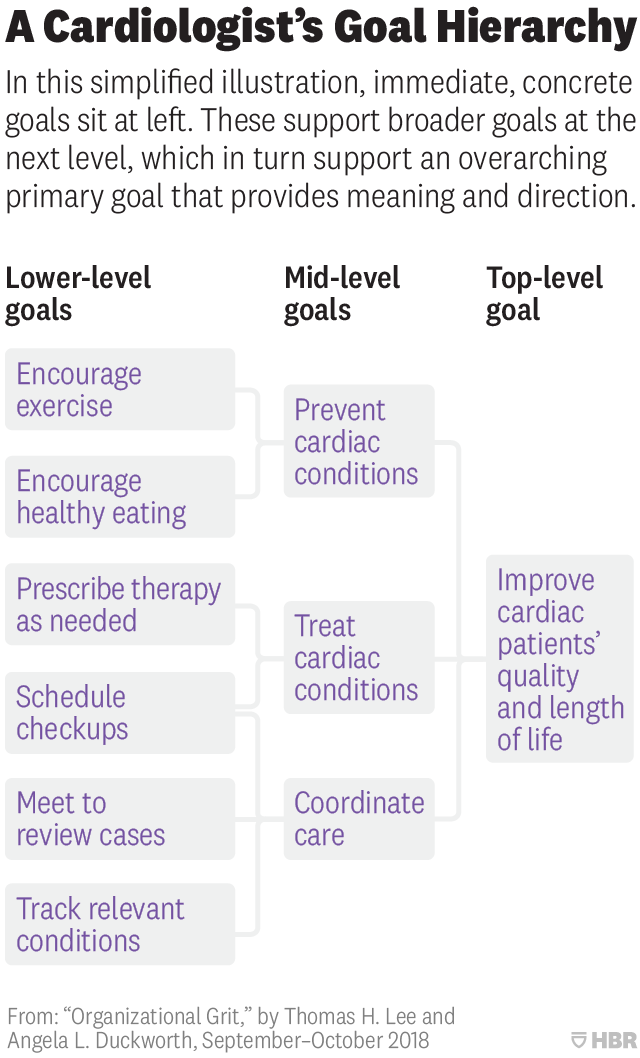 A Cardiologist’s Goal Hierarchy
In this simplified illustration, immediate, concrete
goals sit at left. These support broader goals at the
next level, which in turn support an overarching
primary goal that provides meaning and direction.
Lower-level
goals
Mid-level
goals
Top-level
goal
Encourage
exercise
Encourage
healthy eating
Prescribe therapy
as needed
Schedule
checkups
Meet to
review cases
Track relevant
conditions
Prevent
cardiac
conditions
Treat
cardiac
conditions
Coordinate
care
Improve
cardiac
patients’
quality
and length
of life
From: “Organizational Grit,” by Thomas H. Lee and
Angela L. Duckworth, September–October 2018
HBR